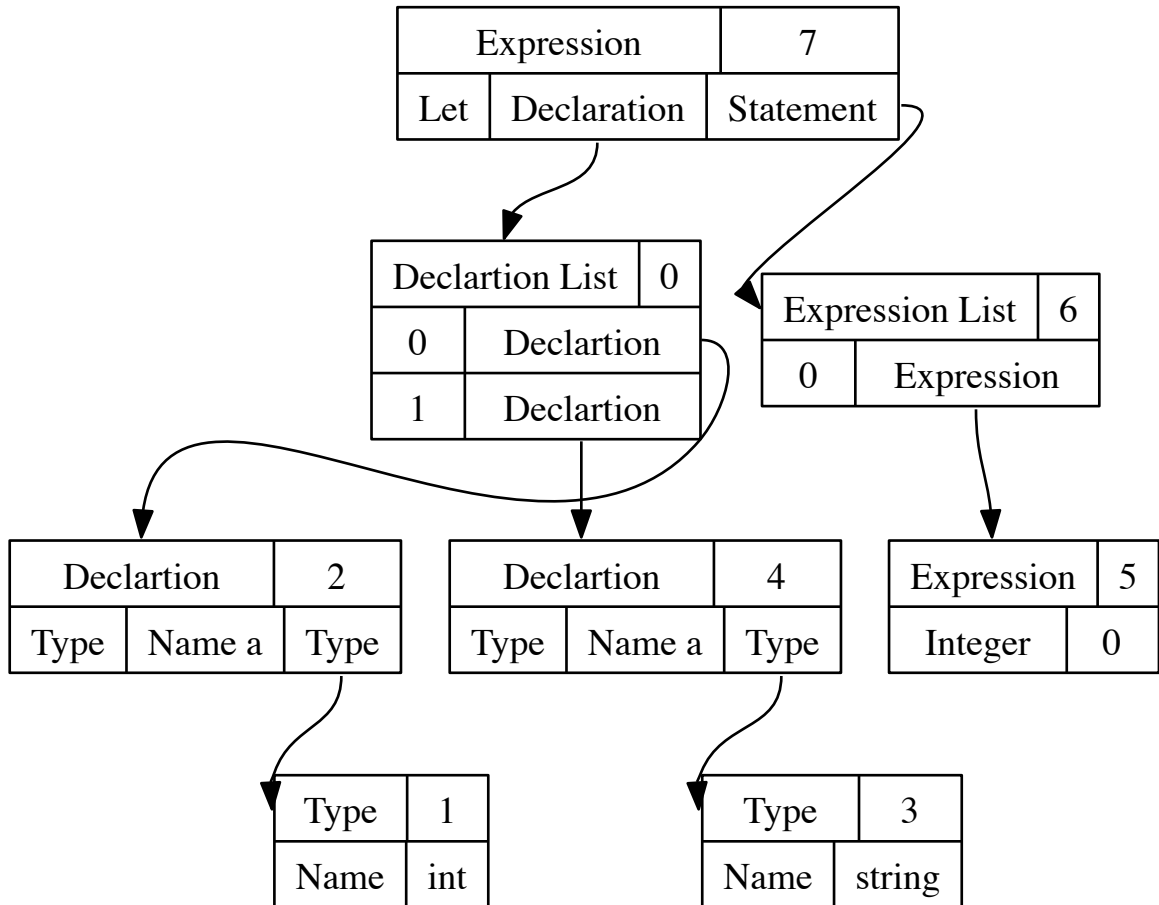 Expression 7
Let Declaration Statement
Declartion List 0
0 Declartion
1 Declartion
Expression List 6
0 Expression
Declartion 2
Type Name a Type
Declartion 4
Type Name a Type
Expression 5
Integer 0
Type 1
Name int
Type 3
Name string